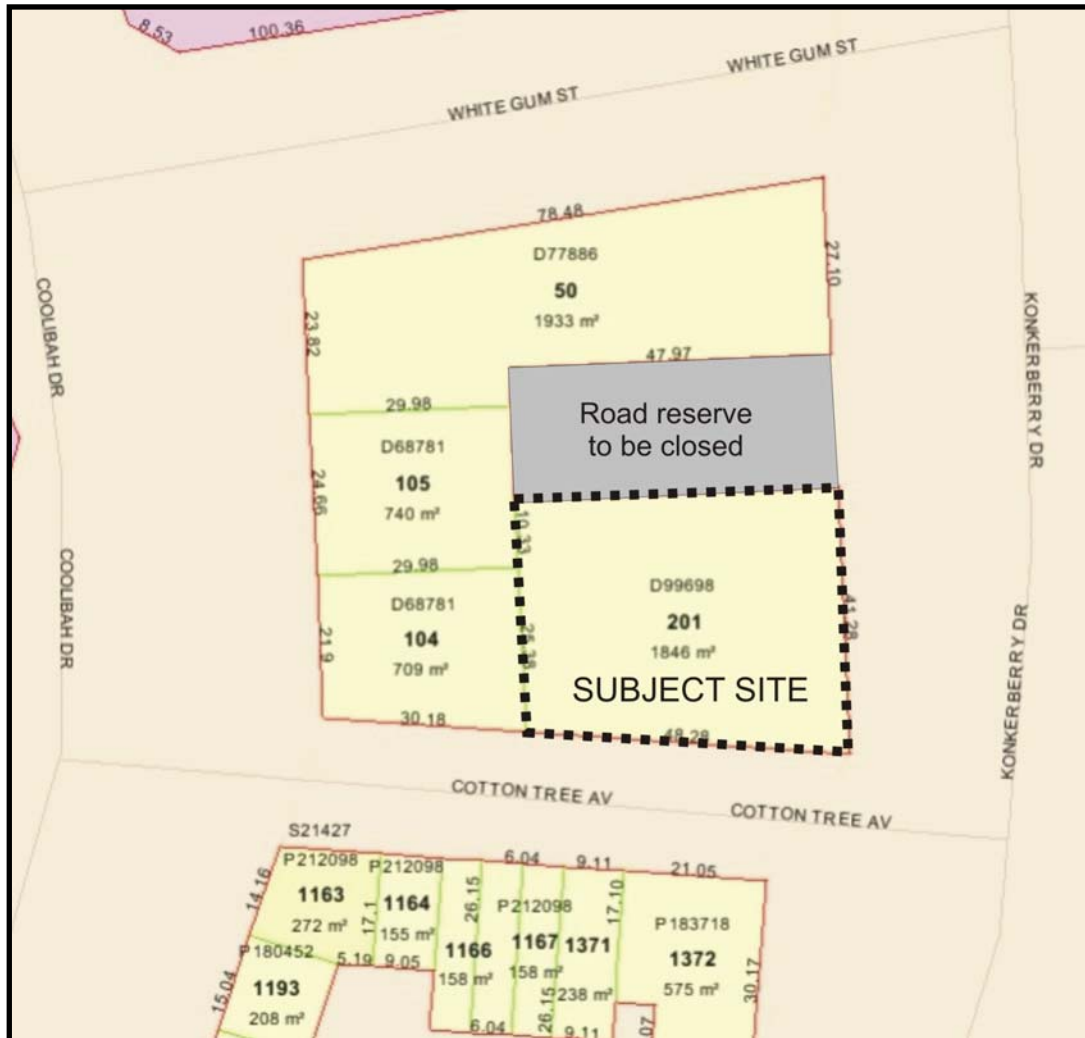 8.53
100.36
WHITE GUM ST
WHITE GUM ST
78.48
D77886
50
1933 m²
27.10
23.82
47.97
COOLIBAH DR
KONKERBERRY DR
29.98
Road reserve
to be closed
D68781
105
740 m²
24.66
10.33
29.98
D99698
201
1846 m²
SUBJECT SITE
41.28
D68781
104
709 m²
21.9
25.38
COOLIBAH DR
KONKERBERRY DR
30.18
48.29
COTTON TREE AV
COTTON TREE AV
S21427
P212098
1163
272 m²
14.16
17.1
P212098
1164
155 m²
6.04
9.11
21.05
26.15
17.10
P212098
1166
158 m²
1167
158 m²
1371
238 m²
P183718
1372
575 m²
30.17
P180452
5.19
9.05
1193
208 m²
15.04
6.04
26.15
9.11